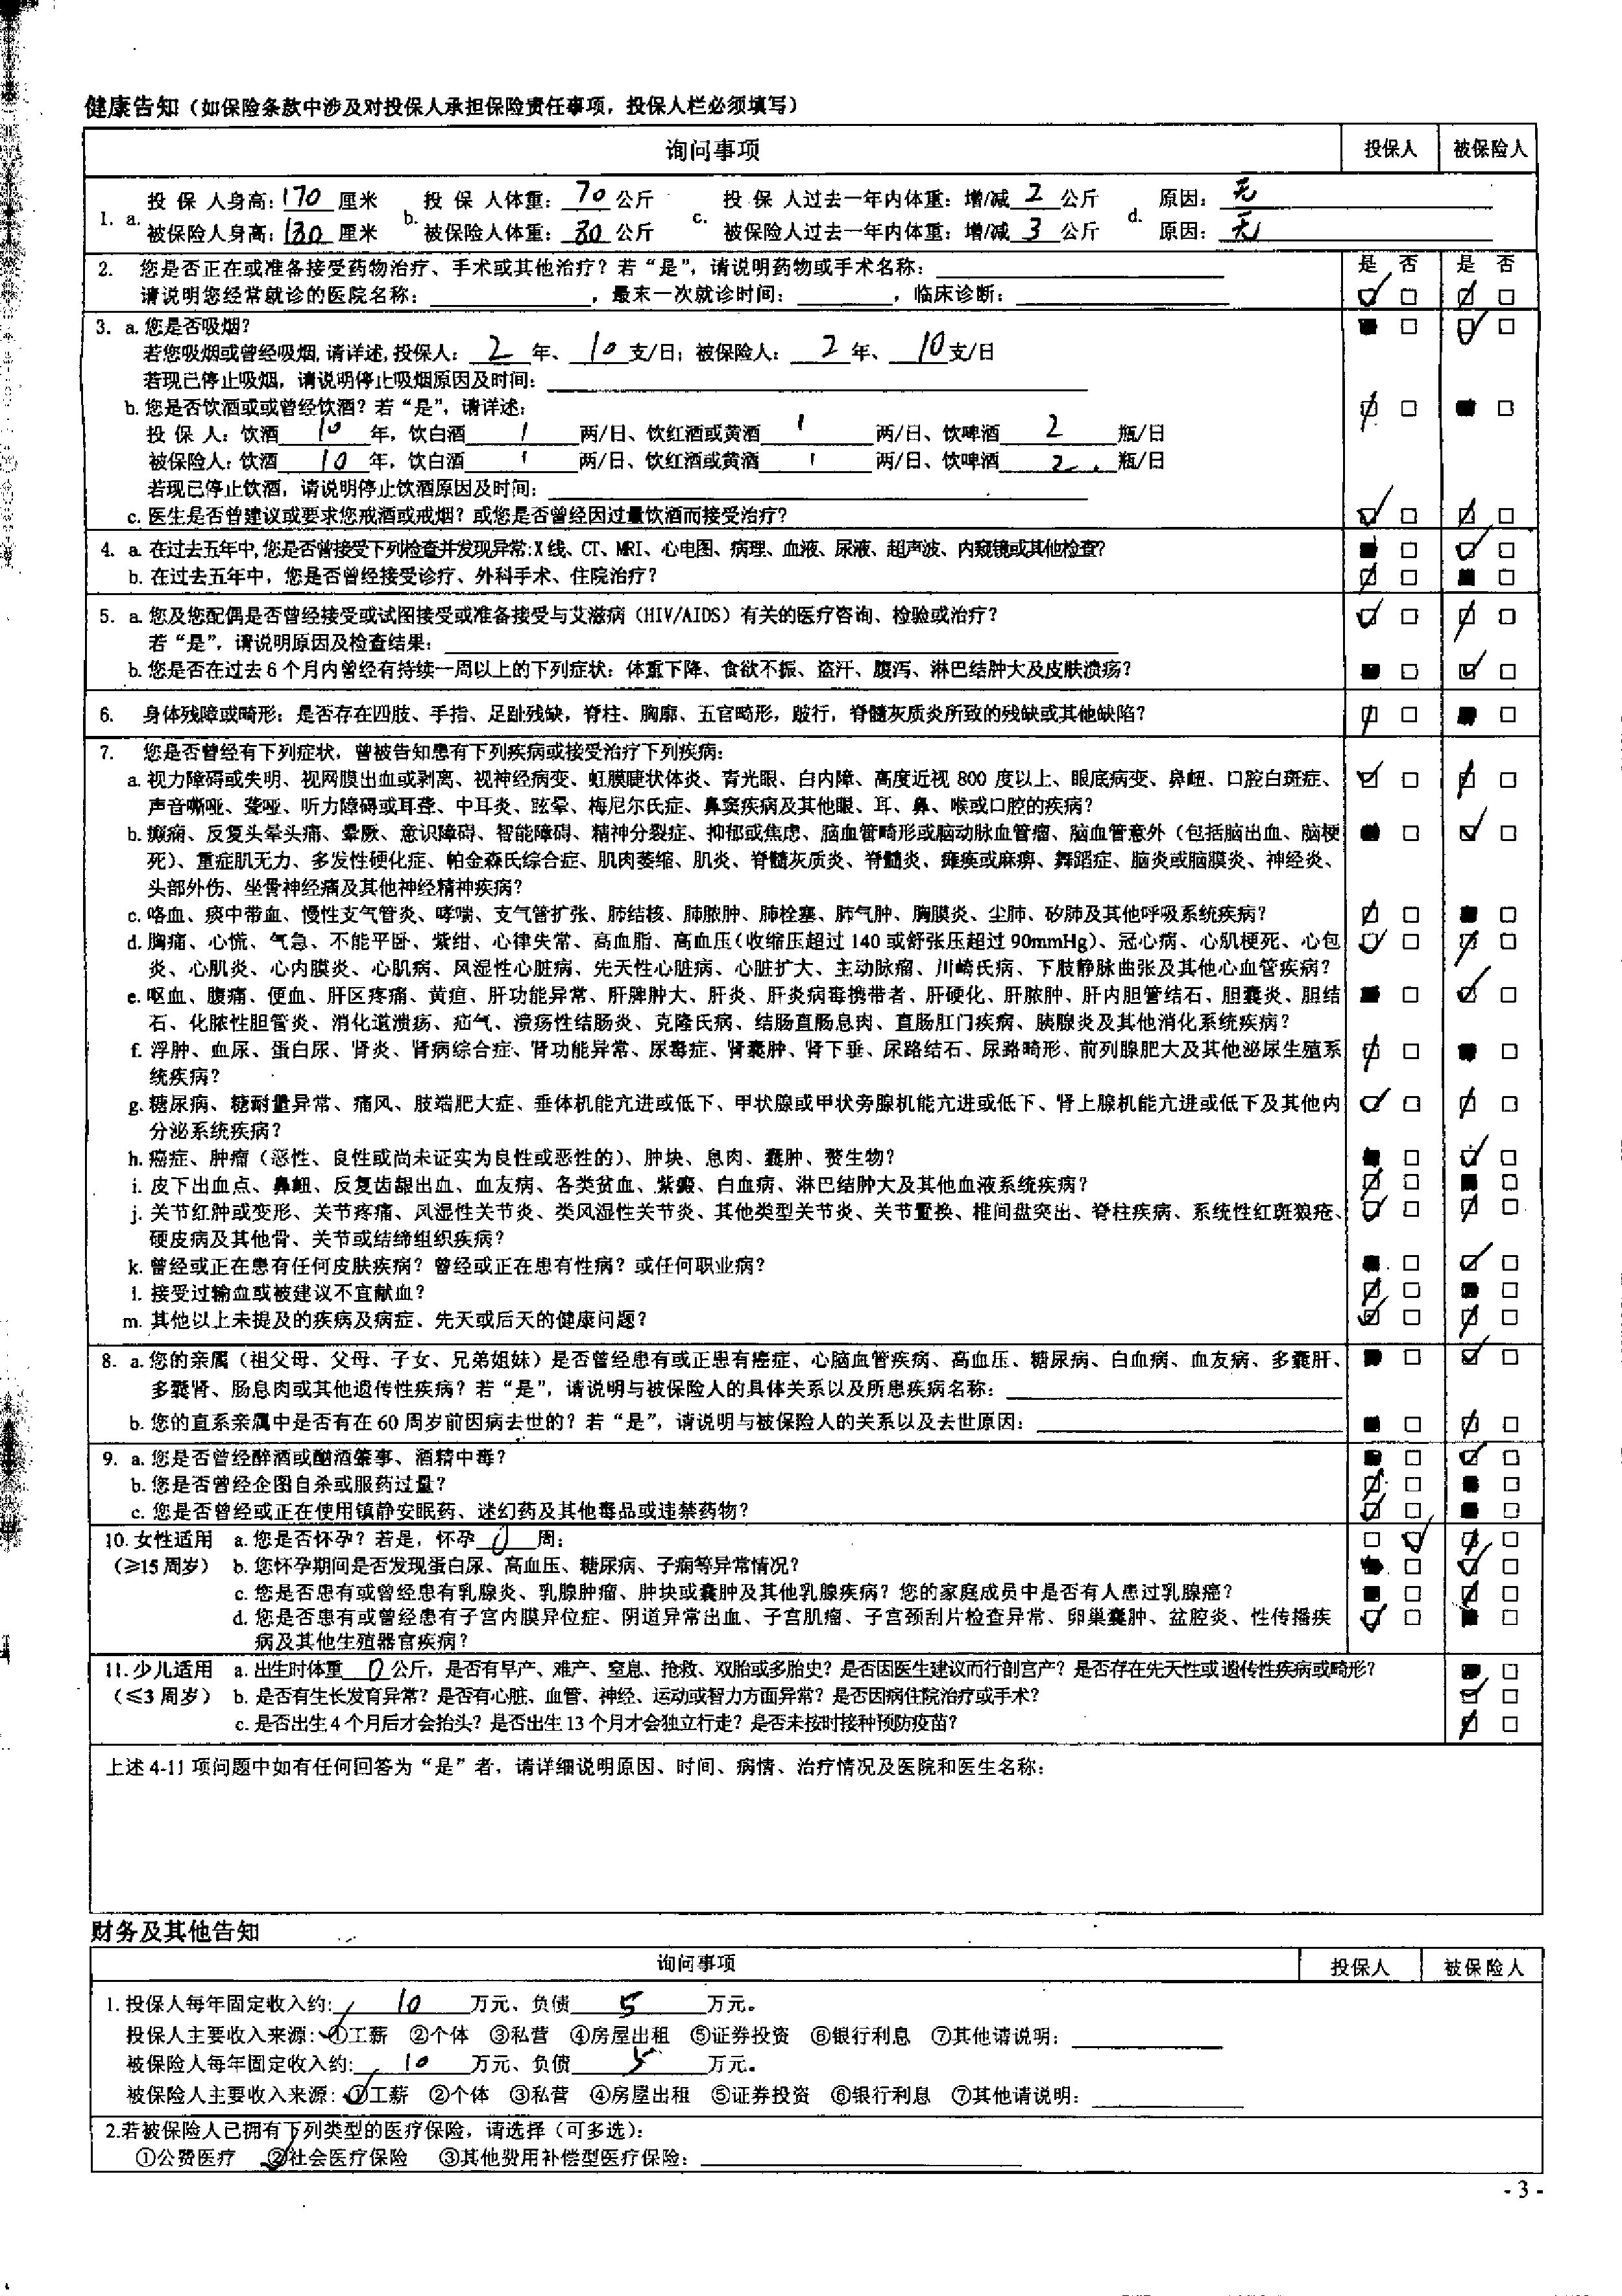 健康告知（如保险条款中涉及对投保人承担保险责任事项，投保人栏必须填写）
询问事项 投保人 被保险人
1. a. 投保人身高：170厘米 b. 投保人体重：70公斤 c. 投保人过去一年内体重：增/减2公斤 d. 原因：无
被保险人身高：180厘米 被保险人体重：80公斤 被保险人过去一年内体重：增/减3公斤 原因：无
2. 您是否正在或准备接受药物治疗、手术或其他治疗？若“是”，请说明药物或手术名称： 是 否 是 否
请说明您经常就诊的医院名称： ，最末一次就诊时间： ，临床诊断： ☑ □ ☑ □
3. a. 您是否吸烟？ ■ □ ☑ □
若您吸烟或曾经吸烟，请详述，投保人：2年、10支/日；被保险人：2年、10支/日
若现已停止吸烟，请说明停止吸烟原因及时间：
b. 您是否饮酒或或曾经饮酒？若“是”，请详述： ☑ □ ■ □
投保人：饮酒10年，饮白酒1两/日、饮红酒或黄酒1两/日、饮啤酒2瓶/日
被保险人：饮酒10年，饮白酒1两/日、饮红酒或黄酒1两/日、饮啤酒2瓶/日
若现已停止饮酒，请说明停止饮酒原因及时间：
c. 医生是否曾建议或要求您戒酒或戒烟？或您是否曾经因过量饮酒而接受治疗？ ☑ □ ☑ □
4. a. 在过去五年中，您是否曾接受下列检查并发现异常：X线、CT、MRI、心电图、病理、血液、尿液、超声波、内窥镜或其他检查？ ■ □ ☑ □
b. 在过去五年中，您是否曾经接受诊疗、外科手术、住院治疗？ ☑ □ ■ □
5. a. 您及您配偶是否曾经接受或试图接受或准备接受与艾滋病（HIV/AIDS）有关的医疗咨询、检验或治疗？ ☑ □ ☑ □
若“是”，请说明原因及检查结果：
b. 您是否在过去6个月内曾经有持续一周以上的下列症状：体重下降、食欲不振、盗汗、腹泻、淋巴结肿大及皮肤溃疡？ ■ □ ☑ □
6. 身体残障或畸形：是否存在四肢、手指、足趾残缺，脊柱、胸廓、五官畸形，跛行，脊髓灰质炎所致的残缺或其他缺陷？ ☑ □ ■ □
7. 您是否曾经有下列症状，曾被告知患有下列疾病或接受治疗下列疾病：
a. 视力障碍或失明、视网膜出血或剥离、视神经病变、虹膜睫状体炎、青光眼、白内障、高度近视800度以上、眼底病变、鼻衄、口腔白斑症、 ☑ □ ☑ □
声音嘶哑、聋哑、听力障碍或耳聋、中耳炎、眩晕、梅尼尔氏症、鼻窦疾病及其他眼、耳、鼻、喉或口腔的疾病？
b. 癫痫、反复头晕头痛、晕厥、意识障碍、智能障碍、精神分裂症、抑郁或焦虑、脑血管畸形或脑动脉血管瘤、脑血管意外（包括脑出血、脑梗 ■ □ ☑ □
死）、重症肌无力、多发性硬化症、帕金森氏综合症、肌肉萎缩、肌炎、脊髓灰质炎、脊髓炎、瘫痪或麻痹、舞蹈症、脑炎或脑膜炎、神经炎、
头部外伤、坐骨神经痛及其他神经精神疾病？
c. 咯血、痰中带血、慢性支气管炎、哮喘、支气管扩张、肺结核、肺脓肿、肺栓塞、肺气肿、胸膜炎、尘肺、矽肺及其他呼吸系统疾病？ ☑ □ ■ □
d. 胸痛、心慌、气急、不能平卧、紫绀、心律失常、高血脂、高血压（收缩压超过140或舒张压超过90mmHg）、冠心病、心肌梗死、心包 ☑ □ ☑ □
炎、心肌炎、心内膜炎、心肌病、风湿性心脏病、先天性心脏病、心脏扩大、主动脉瘤、川崎氏病、下肢静脉曲张及其他心血管疾病？
e. 呕血、腹痛、便血、肝区疼痛、黄疸、肝功能异常、肝脾肿大、肝炎、肝炎病毒携带者、肝硬化、肝脓肿、肝内胆管结石、胆囊炎、胆结 ■ □ ☑ □
石、化脓性胆管炎、消化道溃疡、疝气、溃疡性结肠炎、克隆氏病、结肠直肠息肉、直肠肛门疾病、胰腺炎及其他消化系统疾病？
f. 浮肿、血尿、蛋白尿、肾炎、肾病综合症、肾功能异常、尿毒症、肾囊肿、肾下垂、尿路结石、尿路畸形、前列腺肥大及其他泌尿生殖系 ☑ □ ■ □
统疾病？
g. 糖尿病、糖耐量异常、痛风、肢端肥大症、垂体机能亢进或低下、甲状腺或甲状旁腺机能亢进或低下、肾上腺机能亢进或低下及其他内 ☑ □ ☑ □
分泌系统疾病？
h. 癌症、肿瘤（恶性、良性或尚未证实为良性或恶性的）、肿块、息肉、囊肿、赘生物？ ■ □ ☑ □
i. 皮下出血点、鼻衄、反复齿龈出血、血友病、各类贫血、紫癜、白血病、淋巴结肿大及其他血液系统疾病？ ☑ □ ■ □
j. 关节红肿或变形、关节疼痛、风湿性关节炎、类风湿性关节炎、其他类型关节炎、关节置换、椎间盘突出、脊柱疾病、系统性红斑狼疮、 ☑ □ ☑ □
硬皮病及其他骨、关节或结缔组织疾病？
k. 曾经或正在患有任何皮肤疾病？曾经或正在患有性病？或任何职业病？ ■ □ ☑ □
l. 接受过输血或被建议不宜献血？ ☑ □ ■ □
m. 其他以上未提及的疾病及病症、先天或后天的健康问题？ ☑ □ ☑ □
8. a. 您的亲属（祖父母、父母、子女、兄弟姐妹）是否曾经患有或正患有癌症、心脑血管疾病、高血压、糖尿病、白血病、血友病、多囊肝、 ■ □ ☑ □
多囊肾、肠息肉或其他遗传性疾病？若“是”，请说明与被保险人的具体关系以及所患疾病名称：
b. 您的直系亲属中是否有在60周岁前因病去世的？若“是”，请说明与被保险人的关系以及去世原因： ■ □ ☑ □
9. a. 您是否曾经醉酒或酗酒肇事、酒精中毒？ ■ □ ☑ □
b. 您是否曾经企图自杀或服药过量？ ☑ □ ■ □
c. 您是否曾经或正在使用镇静安眠药、迷幻药及其他毒品或违禁药物？ ☑ □ ■ □
10. 女性适用 a. 您是否怀孕？若是，怀孕0周； □ ☑ ☑ □
（≥15周岁） b. 您怀孕期间是否发现蛋白尿、高血压、糖尿病、子痫等异常情况？ ■ □ ☑ □
c. 您是否患有或曾经患有乳腺炎、乳腺肿瘤、肿块或囊肿及其他乳腺疾病？您的家庭成员中是否有人患过乳腺癌？ ■ □ ☑ □
d. 您是否患有或曾经患有子宫内膜异位症、阴道异常出血、子宫肌瘤、子宫颈刮片检查异常、卵巢囊肿、盆腔炎、性传播疾 ☑ □ ■ □
病及其他生殖器官疾病？
11. 少儿适用 a. 出生时体重0公斤，是否有早产、难产、窒息、抢救、双胎或多胎史？是否因医生建议而行剖宫产？是否存在先天性或遗传性疾病或畸形？ ■ □
（≤3周岁） b. 是否有生长发育异常？是否有心脏、血管、神经、运动或智力方面异常？是否因病住院治疗或手术？ ☑ □
c. 是否出生4个月后才会抬头？是否出生13个月才会独立行走？是否未按时接种预防疫苗？ ☑ □
上述4-11项问题中如有任何回答为“是”者，请详细说明原因、时间、病情、治疗情况及医院和医生名称：
财务及其他告知
询问事项 投保人 被保险人
1. 投保人每年固定收入约：10万元、负债5万元。
投保人主要收入来源：✓①工薪 ②个体 ③私营 ④房屋出租 ⑤证券投资 ⑥银行利息 ⑦其他请说明：
被保险人每年固定收入约：10万元、负债5万元。
被保险人主要收入来源：✓①工薪 ②个体 ③私营 ④房屋出租 ⑤证券投资 ⑥银行利息 ⑦其他请说明：
2.若被保险人已拥有下列类型的医疗保险，请选择（可多选）：
①公费医疗 ✓②社会医疗保险 ③其他费用补偿型医疗保险：
- 3 -